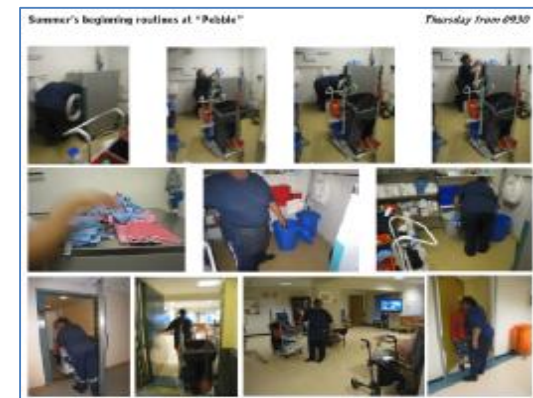 Summer's beginning routines at "Pebble"
Thursday from 0930